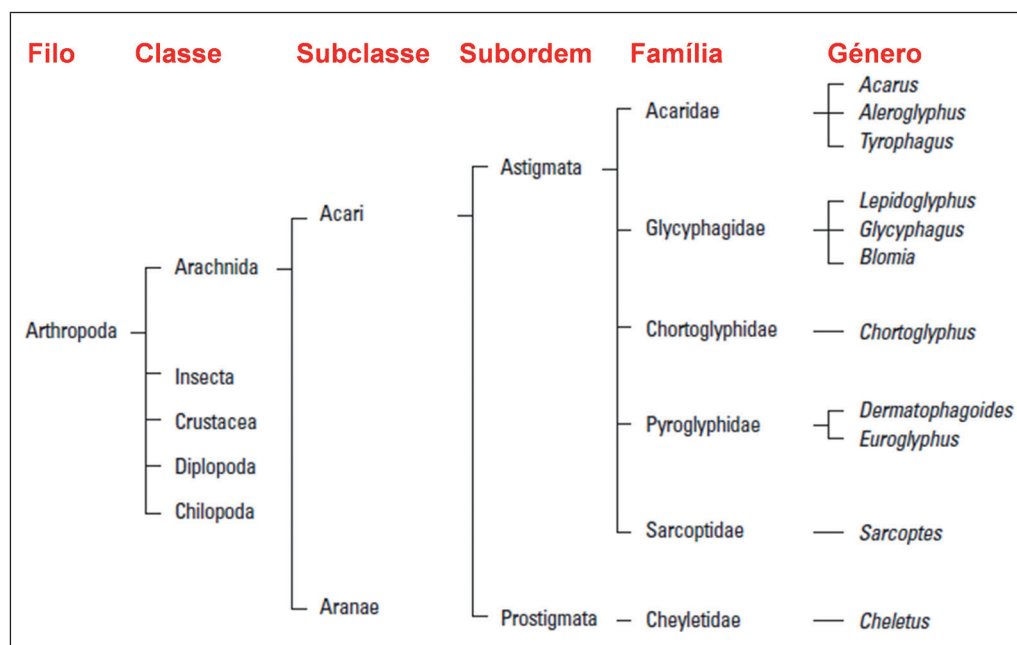 Filo Classe Subclasse Subordem Família Género
Acarus
Acaridae Aleroglyphus
Tyrophagus
Astigmata
Lepidoglyphus
Acari
Glycyphagidae Glycyphagus
Blomia
Arachnida
Arthropoda Chortoglyphidae Chortoglyphus
Insecta
Dermatophagoides
Crustacea Pyroglyphidae
Euroglyphus
Diplopoda
Chilopoda
Sarcoptidae Sarcoptes
Aranae
Prostigmata Cheyletidae Cheletus